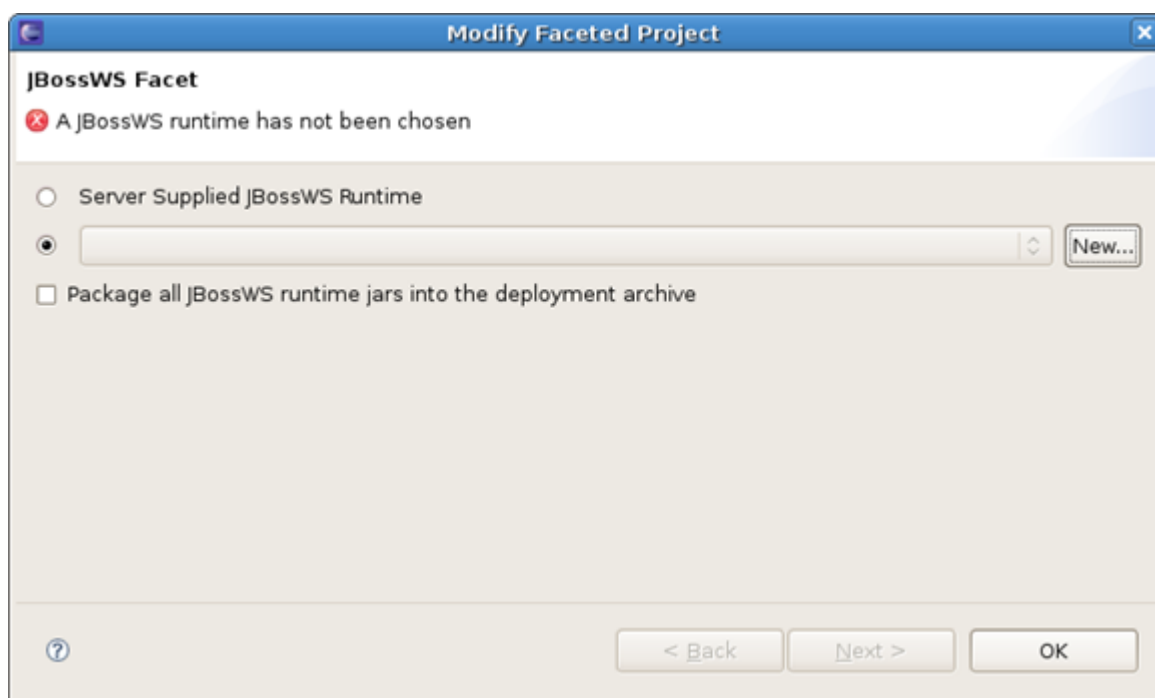 Modify Faceted Project
JBossWS Facet
A JBossWS runtime has not been chosen
Server Supplied JBossWS Runtime
New...
Package all JBossWS runtime jars into the deployment archive
< Back
Next >
OK